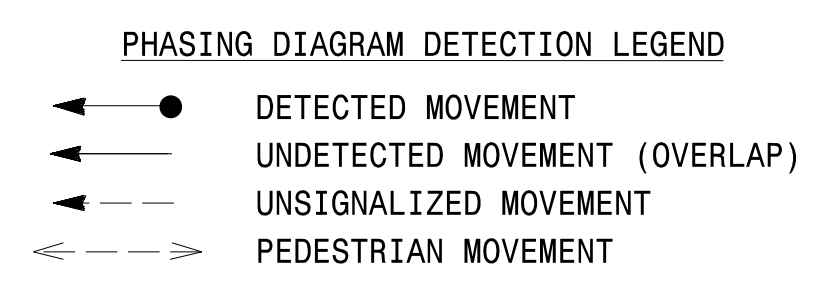 PHASING DIAGRAM DETECTION LEGEND
DETECTED MOVEMENT
UNDETECTED MOVEMENT (OVERLAP)
UNSIGNALIZED MOVEMENT
PEDESTRIAN MOVEMENT